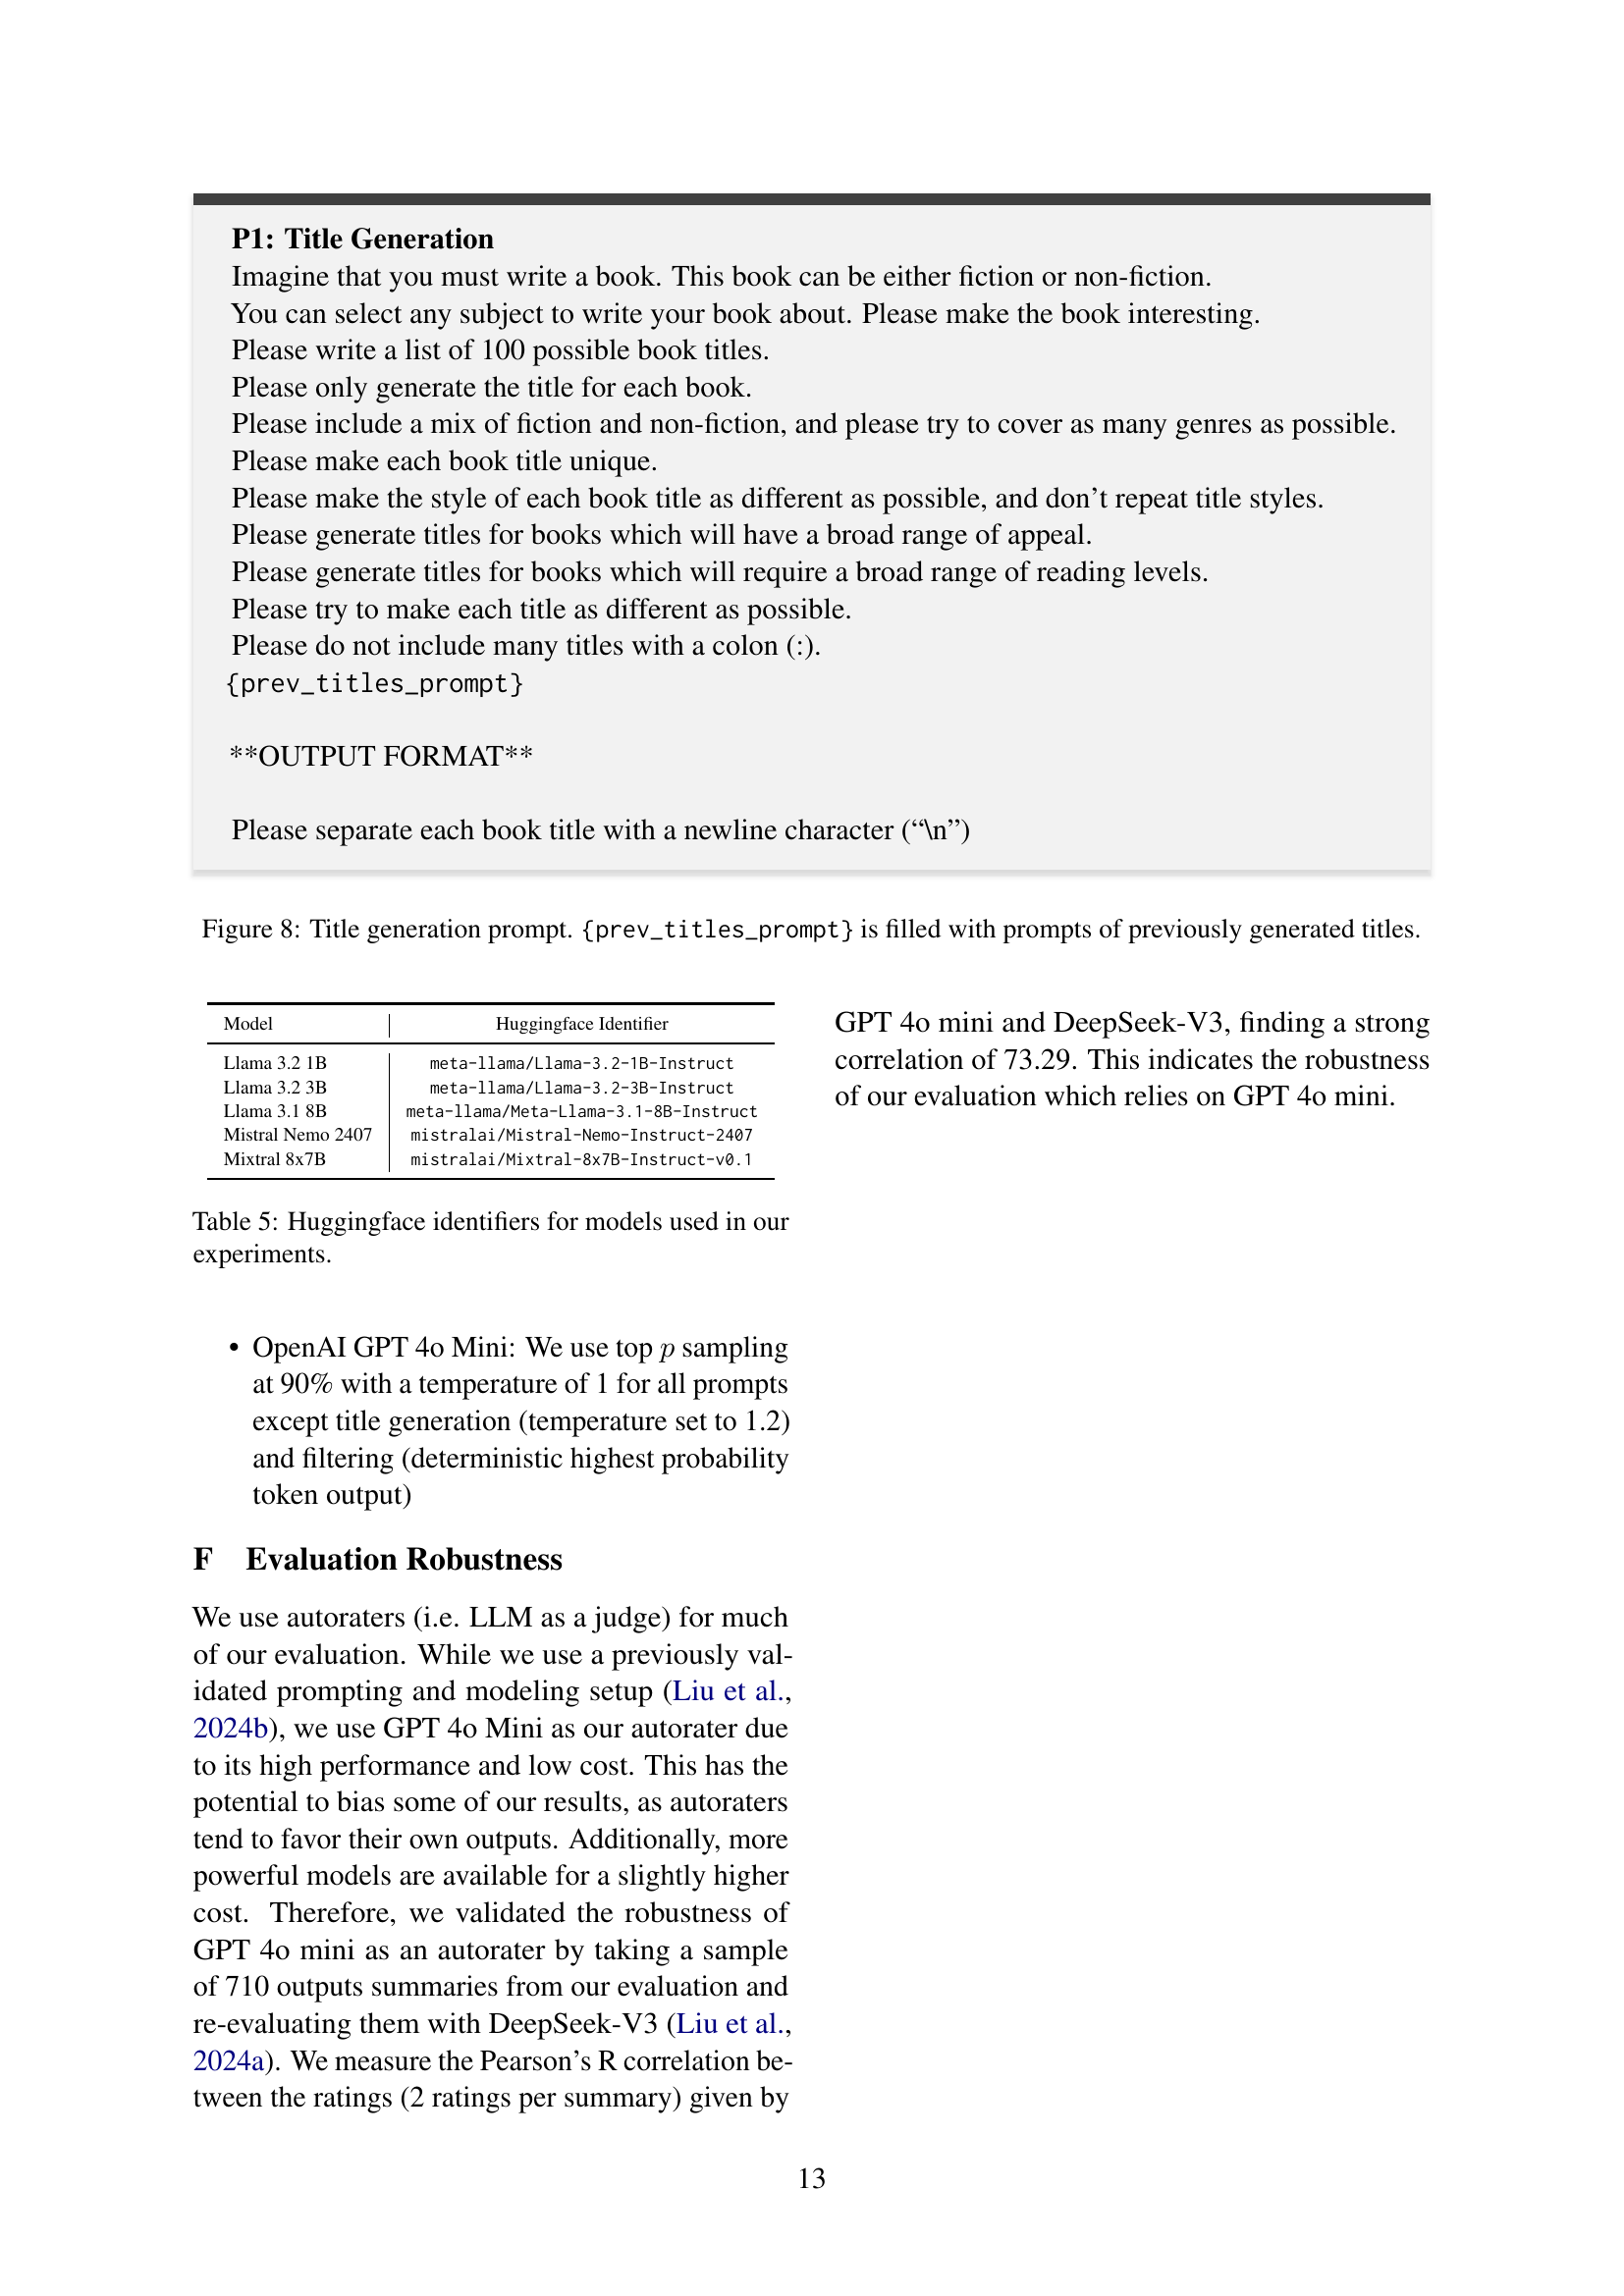 P1: Title Generation
Imagine that you must write a book. This book can be either fiction or non-fiction.
You can select any subject to write your book about. Please make the book interesting.
Please write a list of 100 possible book titles.
Please only generate the title for each book.
Please include a mix of fiction and non-fiction, and please try to cover as many genres as possible.
Please make each book title unique.
Please make the style of each book title as different as possible, and don’t repeat title styles.
Please generate titles for books which will have a broad range of appeal.
Please generate titles for books which will require a broad range of reading levels.
Please try to make each title as different as possible.
Please do not include many titles with a colon (:).
{prev_titles_prompt}
**OUTPUT FORMAT**
Please separate each book title with a newline character (“\n”)
Figure 8: Title generation prompt. {prev_titles_prompt} is filled with prompts of previously generated titles.
Model Huggingface Identifier
Llama 3.2 1B meta-llama/Llama-3.2-1B-Instruct
Llama 3.2 3B meta-llama/Llama-3.2-3B-Instruct
Llama 3.1 8B meta-llama/Meta-Llama-3.1-8B-Instruct
Mistral Nemo 2407 mistralai/Mistral-Nemo-Instruct-2407
Mixtral 8x7B mistralai/Mixtral-8x7B-Instruct-v0.1
Table 5: Huggingface identifiers for models used in our
experiments.
• OpenAI GPT 4o Mini: We use top p sampling
at 90% with a temperature of 1 for all prompts
except title generation (temperature set to 1.2)
and filtering (deterministic highest probability
token output)
F Evaluation Robustness
We use autoraters (i.e. LLM as a judge) for much
of our evaluation. While we use a previously val-
idated prompting and modeling setup (Liu et al.,
2024b), we use GPT 4o Mini as our autorater due
to its high performance and low cost. This has the
potential to bias some of our results, as autoraters
tend to favor their own outputs. Additionally, more
powerful models are available for a slightly higher
cost. Therefore, we validated the robustness of
GPT 4o mini as an autorater by taking a sample
of 710 outputs summaries from our evaluation and
re-evaluating them with DeepSeek-V3 (Liu et al.,
2024a). We measure the Pearson’s R correlation be-
tween the ratings (2 ratings per summary) given by
GPT 4o mini and DeepSeek-V3, finding a strong
correlation of 73.29. This indicates the robustness
of our evaluation which relies on GPT 4o mini.
13